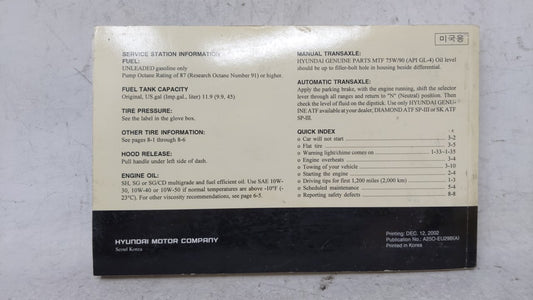 미국용
SERVICE STATION INFORMATION
FUEL:
UNLEADED gasoline only
Pump Octane Rating of 87 (Research Octane Number 91) or higher.
FUEL TANK CAPACITY
Original, US.gal (Imp.gal., liter) 11.9 (9.9, 45)
TIRE PRESSURE:
See the label in the glove box.
OTHER TIRE INFORMATION:
See pages 8-1 through 8-6
HOOD RELEASE:
Pull handle under left side of dash.
ENGINE OIL:
SH, SG or SG/CD multigrade and fuel efficient oil. Use SAE 10W-
30, 10W-40 or 10W-50 if normal temperatures are above -10°F (-
23°C). For other viscosity recommendations, see page 6-5.
MANUAL TRANSAXLE:
HYUNDAI GENUINE PARTS MTF 75W/90 (API GL-4) Oil level
should be up to filler-bolt hole in housing beside differential.
AUTOMATIC TRANSAXLE:
Apply the parking brake, with the engine running, shift the selector
lever through all ranges and return to "N" (Neutral) position. Then
check the level of fluid on the dipstick. Use only HYUNDAI GENU-
INE ATF available at your dealer, DIAMOND ATF SP-III or SK ATF
SP-III.
QUICK INDEX
o Car will not start 3-2
o Flat tire 3-5
o Warning light/chime comes on 1-33~1-35
o Engine overheats 3-4
o Towing of your vehicle 3-10
o Starting the engine 2-4
o Driving tips for first 1,200 miles (2,000 km) 1-3
o Scheduled maintenance 5-4
o Reporting safety defects 8-8
HYUNDAI MOTOR COMPANY
Seoul Korea
Printing: DEC. 12, 2002
Publication No.: A2SO-EU29B(A)
Printed in Korea